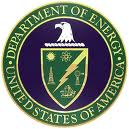 DEPARTMENT OF ENERGY
UNITED STATES OF AMERICA